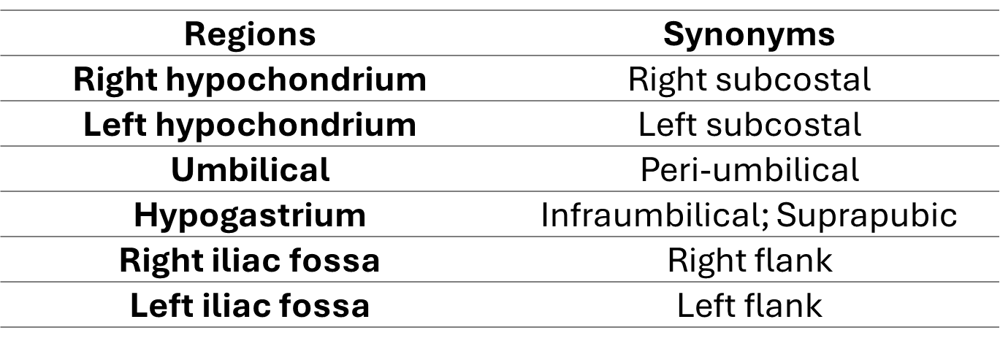 Regions Synonyms
Right hypochondrium Right subcostal
Left hypochondrium Left subcostal
Umbilical Peri-umbilical
Hypogastrium Infraumbilical; Suprapubic
Right iliac fossa Right flank
Left iliac fossa Left flank